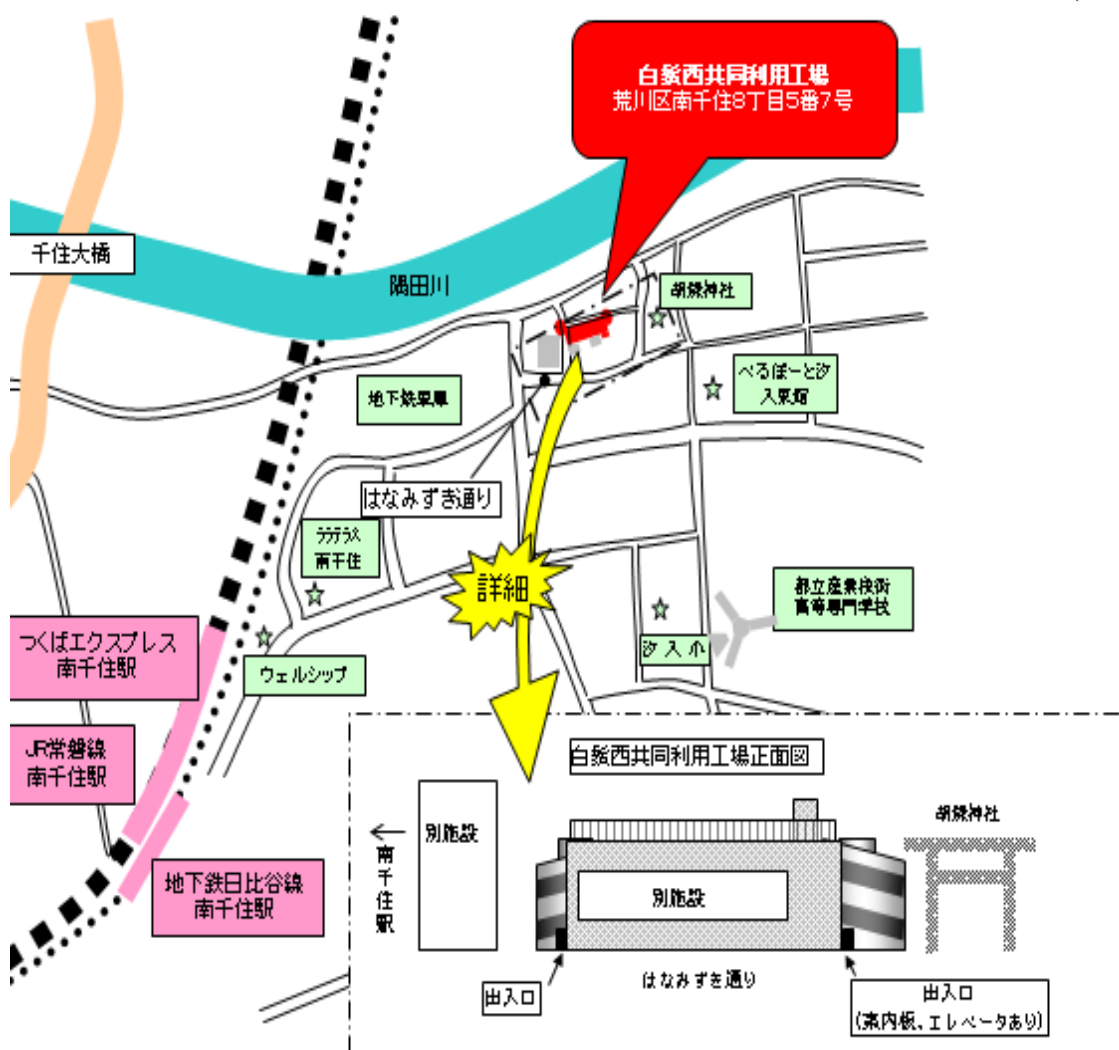 白鬚西共同利用工場
荒川区南千住8丁目5番7号
千住大橋
隅田川
胡録神社
べるぽーと汐
入東館
地下鉄車庫
はなみずき通り
ララテラス
南千住
詳細
都立産業技術
高等専門学校
汐入小
つくばエクスプレス
南千住駅
ウェルシップ
JR常磐線
南千住駅
地下鉄日比谷線
南千住駅
白鬚西共同利用工場正面図
別施設
南千住駅
別施設
胡録神社
はなみずき通り
出入口
出入口
(案内板、エレベータあり)